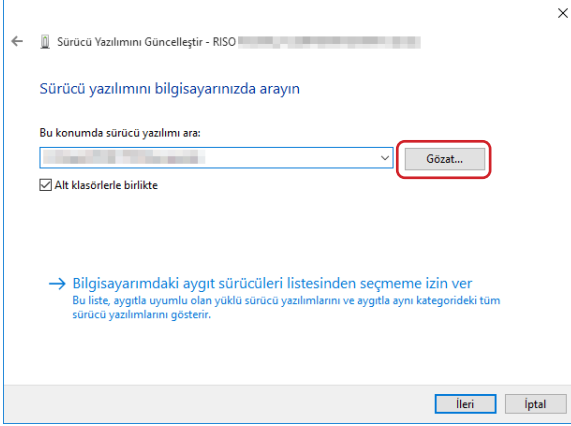 Sürücü Yazılımını Güncelleştir - RISO
Sürücü yazılımını bilgisayarınızda arayın
Bu konumda sürücü yazılımı ara:
Gözat...
Alt klasörlerle birlikte
Bilgisayarımdaki aygıt sürücüleri listesinden seçmeme izin ver
Bu liste, aygıtla uyumlu olan yüklü sürücü yazılımlarını ve aygıtla aynı kategorideki tüm
sürücü yazılımlarını gösterir.
İleri
İptal